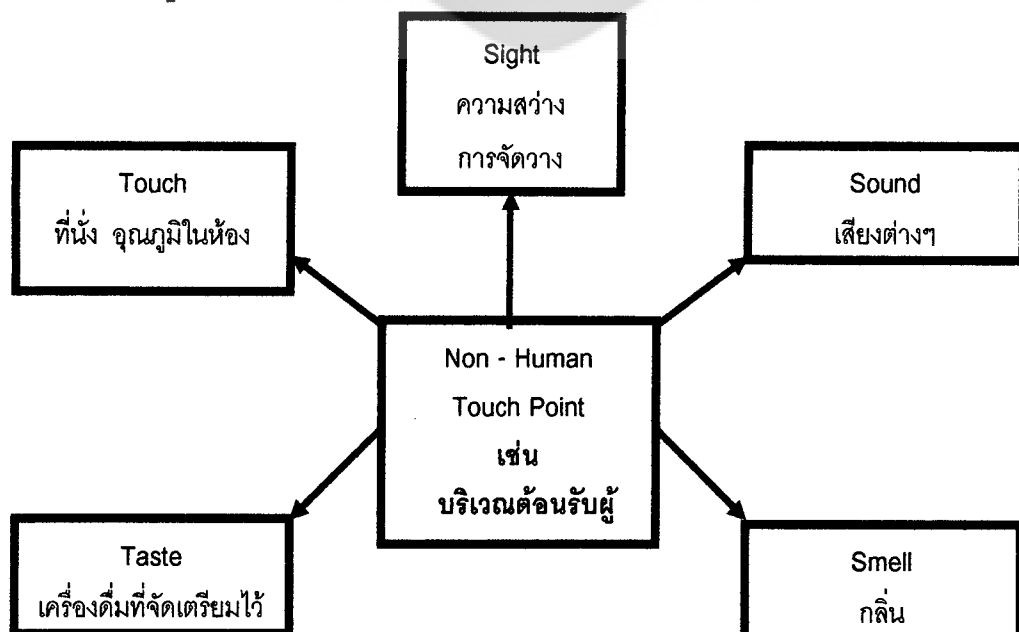 Sight
ความสว่าง
การจัดวาง
Touch
ที่นั่ง อุณภูมิในห้อง
Sound
เสียงต่างๆ
Non - Human
Touch Point
เช่น
บริเวณต้อนรับผู้
Taste
เครื่องดื่มที่จัดเตรียมไว้
Smell
กลิ่น